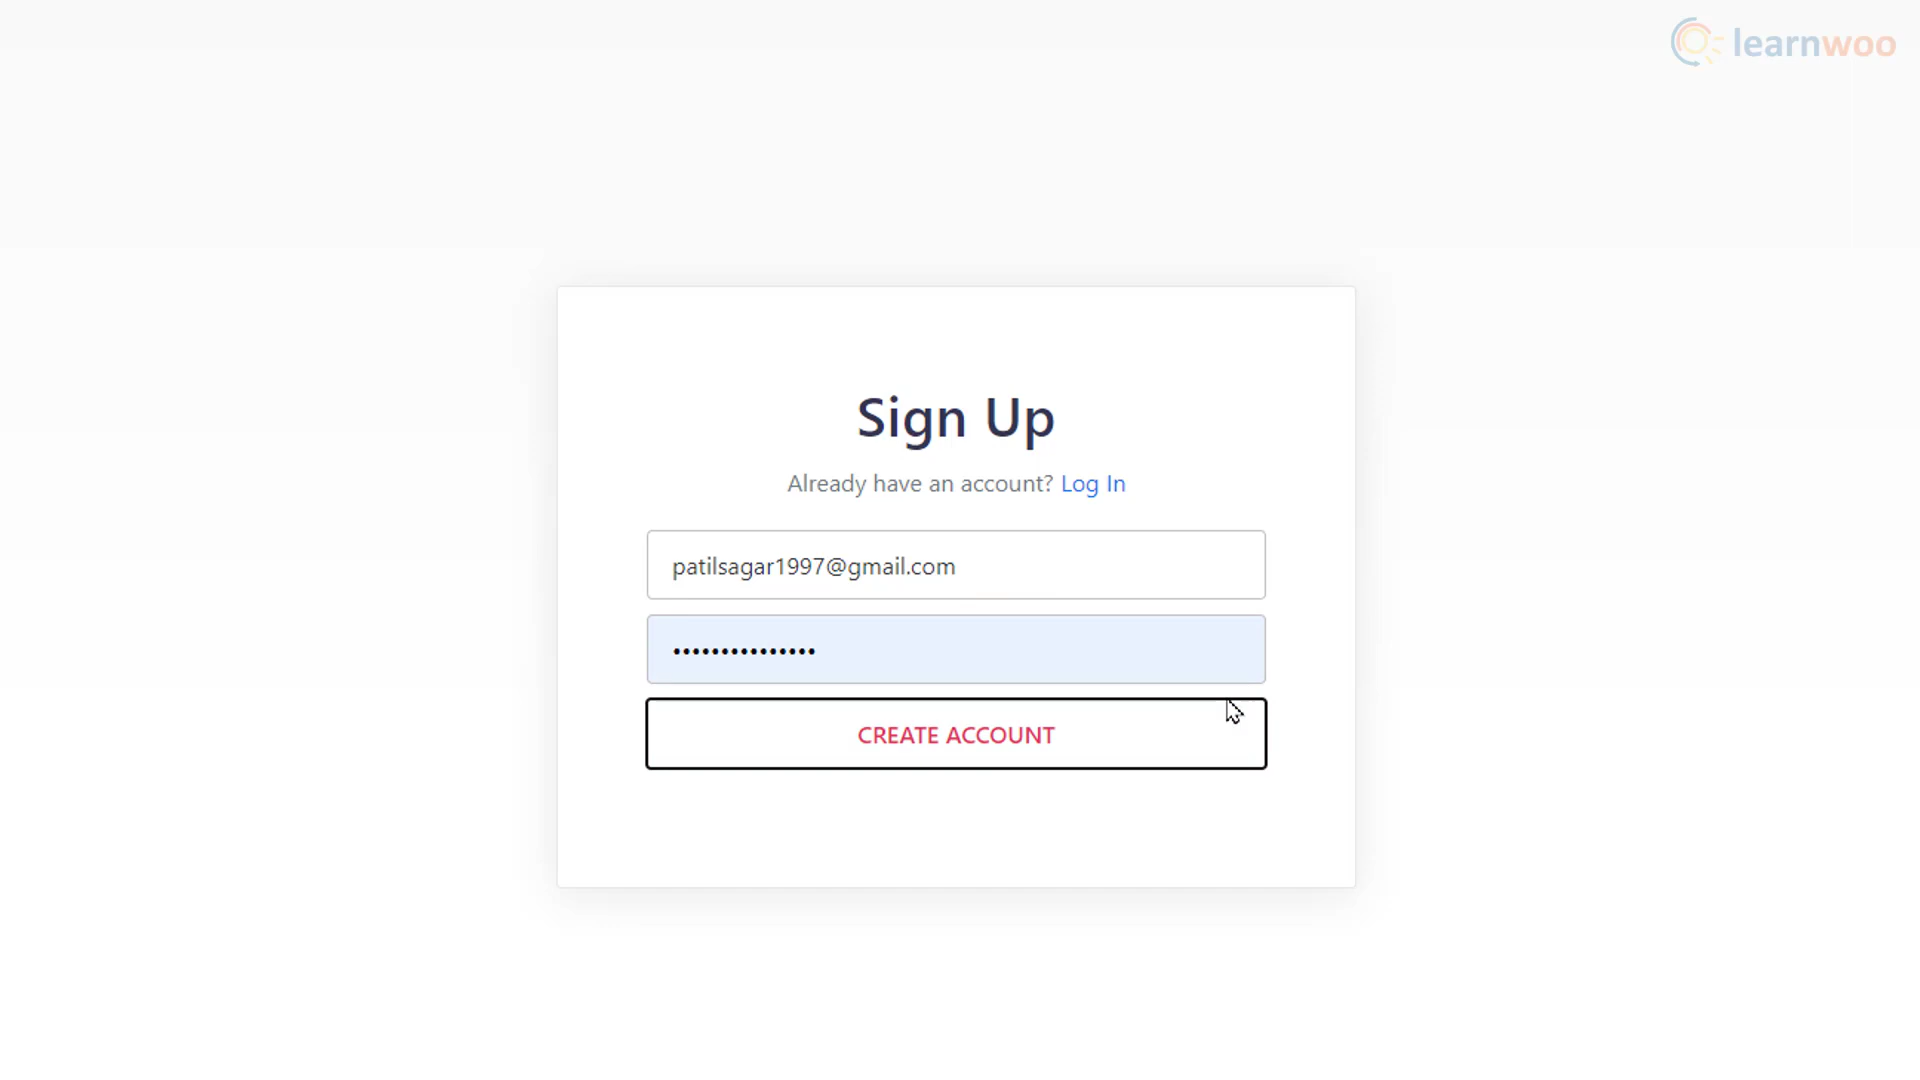 learnwoo
Sign Up
Already have an account? Log In
patilsagar1997@gmail.com
•••••••••••••••
CREATE ACCOUNT